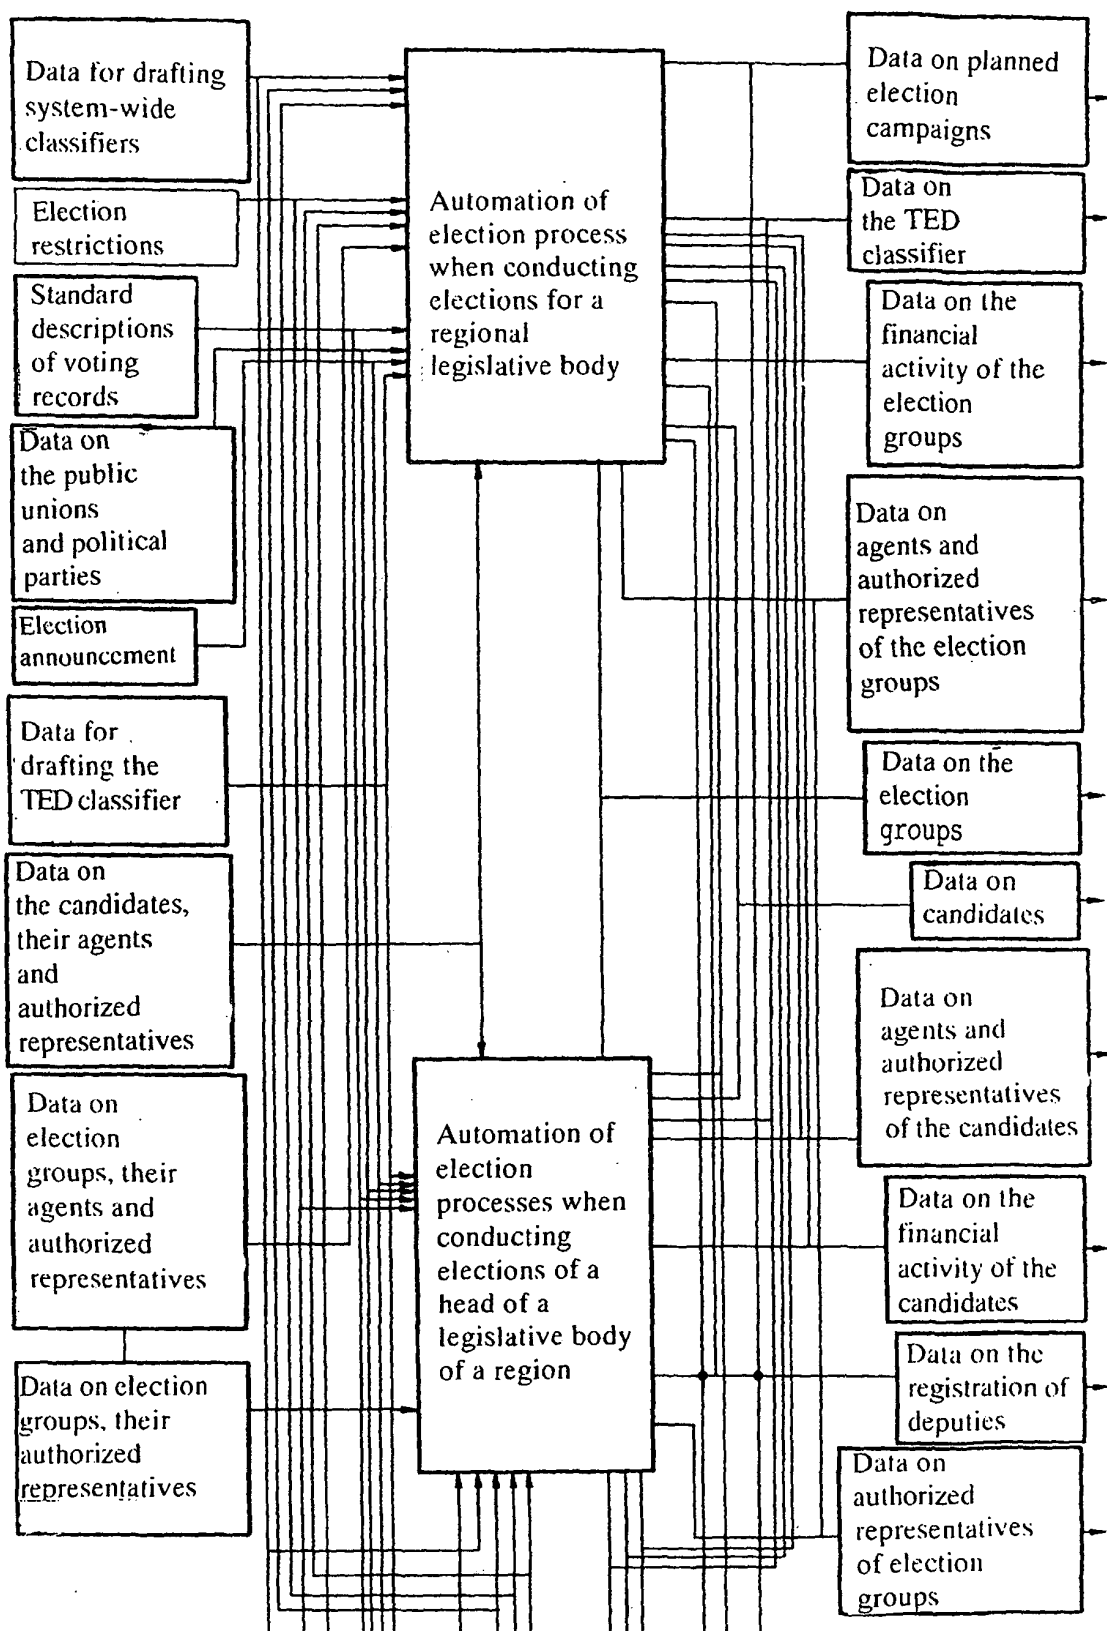 Data for drafting
system-wide
classifiers
Election
restrictions
Standard
descriptions
of voting
records
Data on
the public
unions
and political
parties
Election
announcement
Data for
drafting the
TED classifier
Data on
the candidates,
their agents
and
authorized
representatives
Data on
election
groups, their
agents and
authorized
representatives
Data on election
groups, their
authorized
representatives
Automation of
election process
when conducting
elections for a
regional
legislative body
Automation of
election
processes when
conducting
elections of a
head of a
legislative body
of a region
Data on planned
election
campaigns
Data on
the TED
classifier
Data on the
financial
activity of the
election
groups
Data on
agents and
authorized
representatives
of the election
groups
Data on the
election
groups
Data on
candidates
Data on
agents and
authorized
representatives
of the candidates
Data on the
financial
activity of the
candidates
Data on the
registration of
deputies
Data on
authorized
representatives
of election
groups